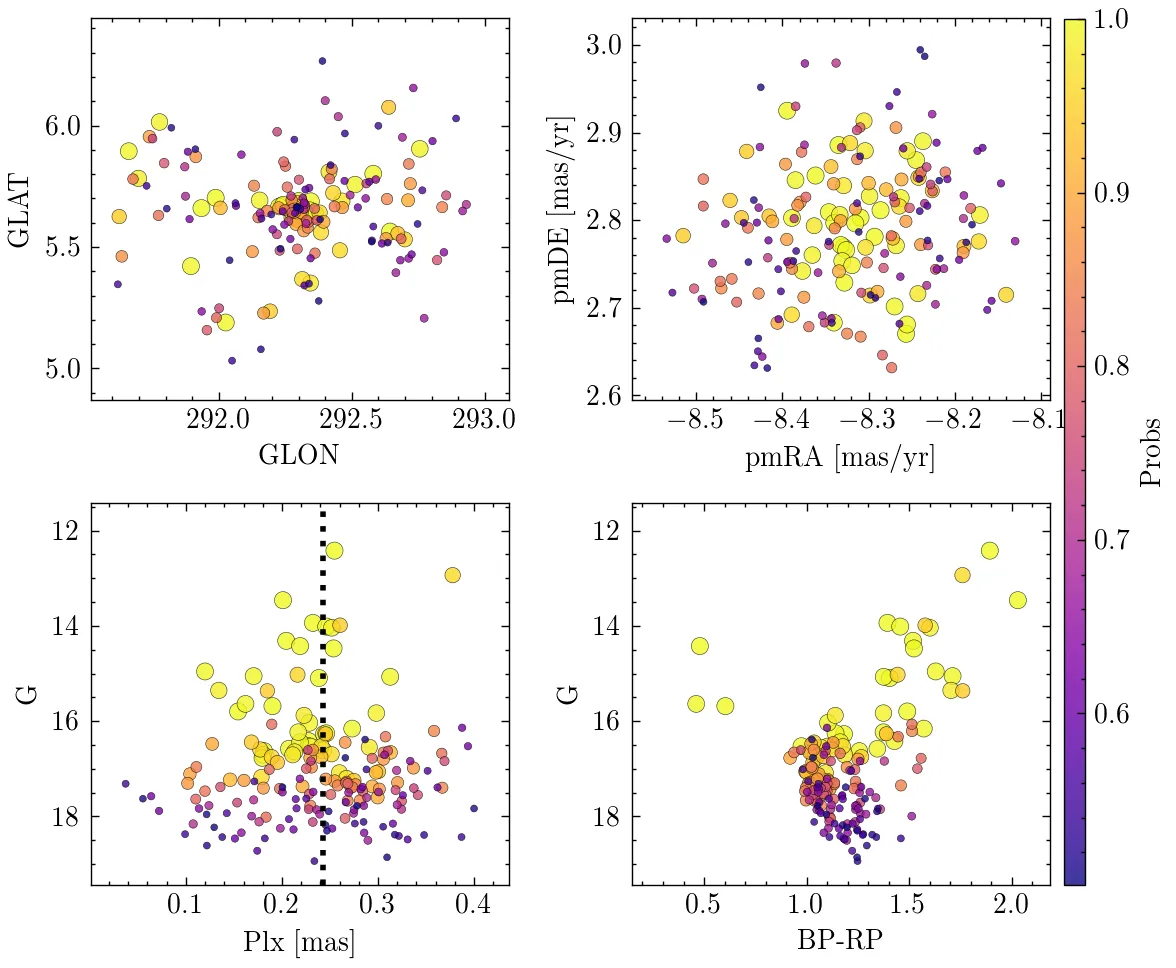 6.0
5.5
5.0
GLAT
292.0 292.5 293.0
GLON
3.0
2.9
2.8
2.7
2.6
pmDE [mas/yr]
−8.5 −8.4 −8.3 −8.2 −8.1
pmRA [mas/yr]
1.0
0.9
0.8
0.7
0.6
Probs
12
14
16
18
G
0.1 0.2 0.3 0.4
Plx [mas]
12
14
16
18
G
0.5 1.0 1.5 2.0
BP-RP